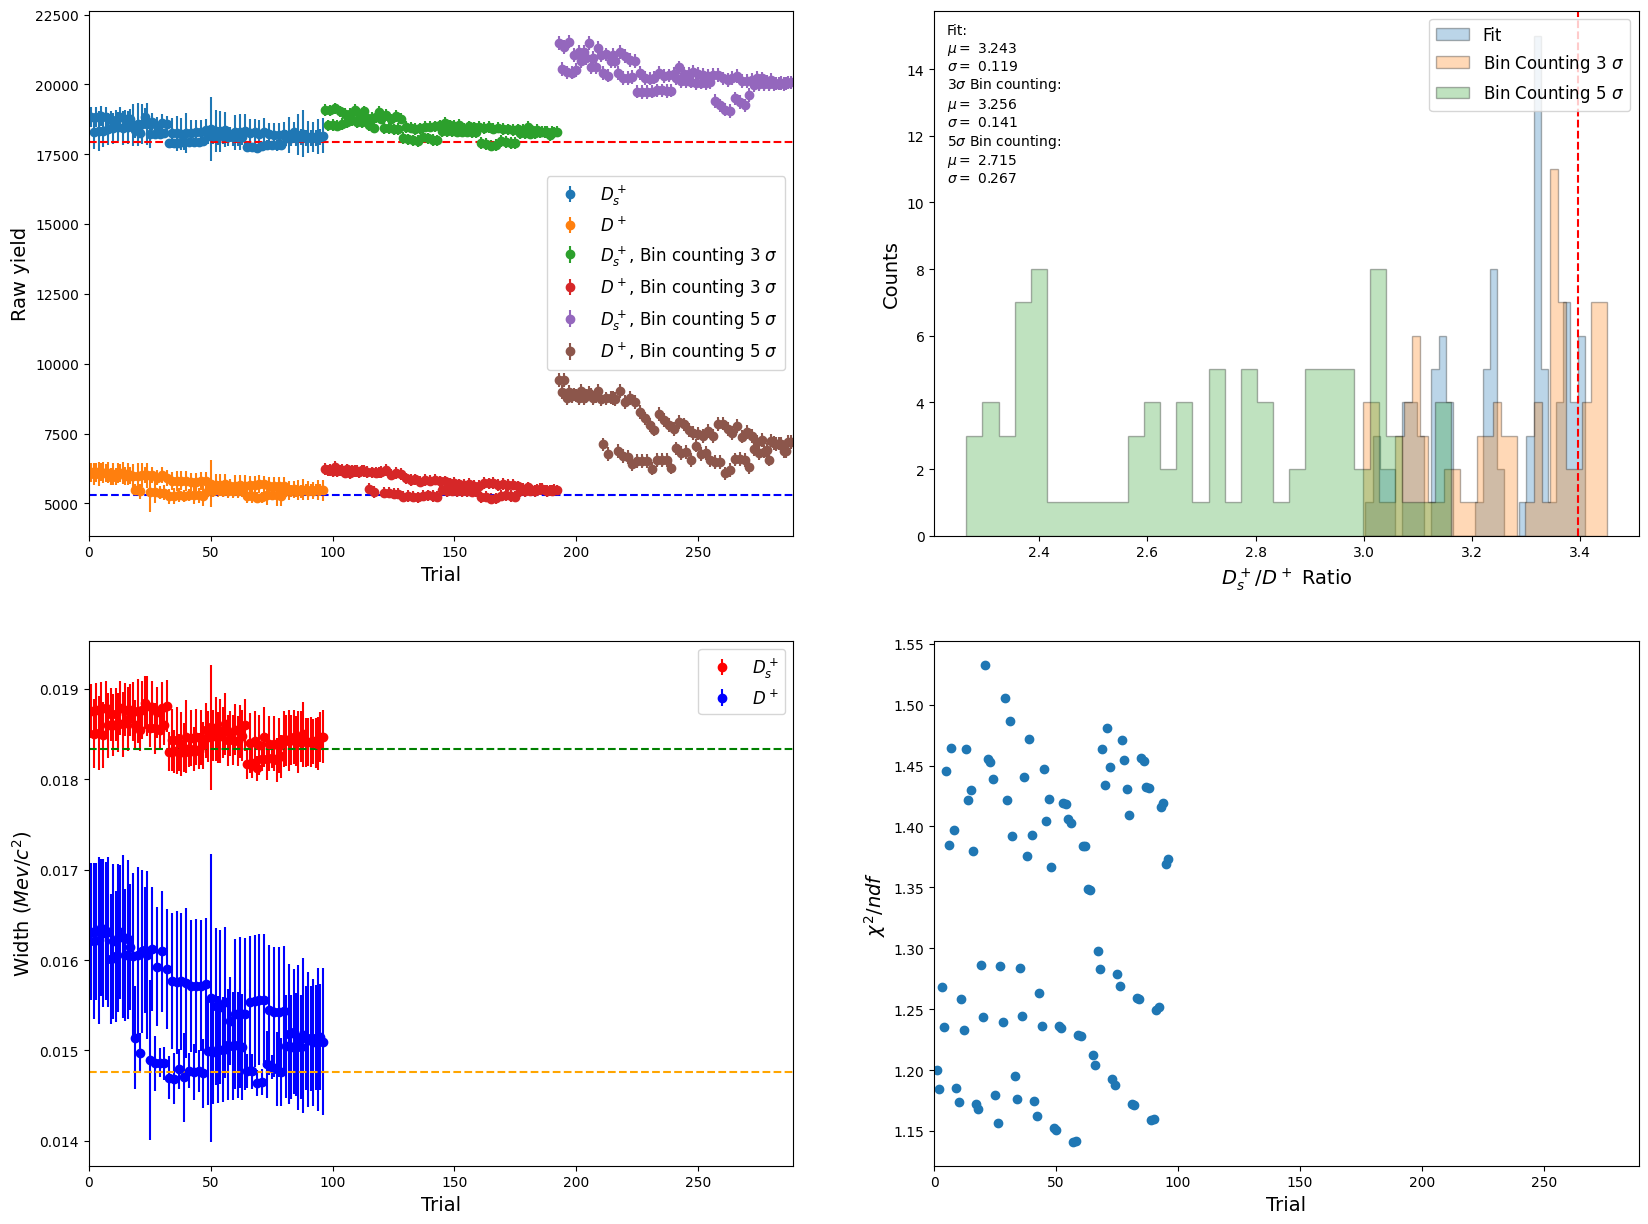 22500
20000
17500
15000
12500
10000
7500
5000
Raw yield
0
50
100
150
200
250
Trial
$D_s^+$
$D^+$
$D_s^+$, Bin counting 3 σ
$D^+$, Bin counting 3 σ
$D_s^+$, Bin counting 5 σ
$D^+$, Bin counting 5 σ
Fit:
μ = 3.243
σ = 0.119
3σ Bin counting:
μ = 3.256
σ = 0.141
5σ Bin counting:
μ = 2.715
σ = 0.267
Fit
Bin Counting 3 σ
Bin Counting 5 σ
14
12
10
8
6
4
2
0
Counts
2.4
2.6
2.8
3.0
3.2
3.4
$D_s^+/D^+$ Ratio
0.019
0.018
0.017
0.016
0.015
0.014
Width ($Mev/c^2$)
0
50
100
150
200
250
Trial
$D_s^+$
$D^+$
1.55
1.50
1.45
1.40
1.35
1.30
1.25
1.20
1.15
$\chi^2/ndf$
0
50
100
150
200
250
Trial